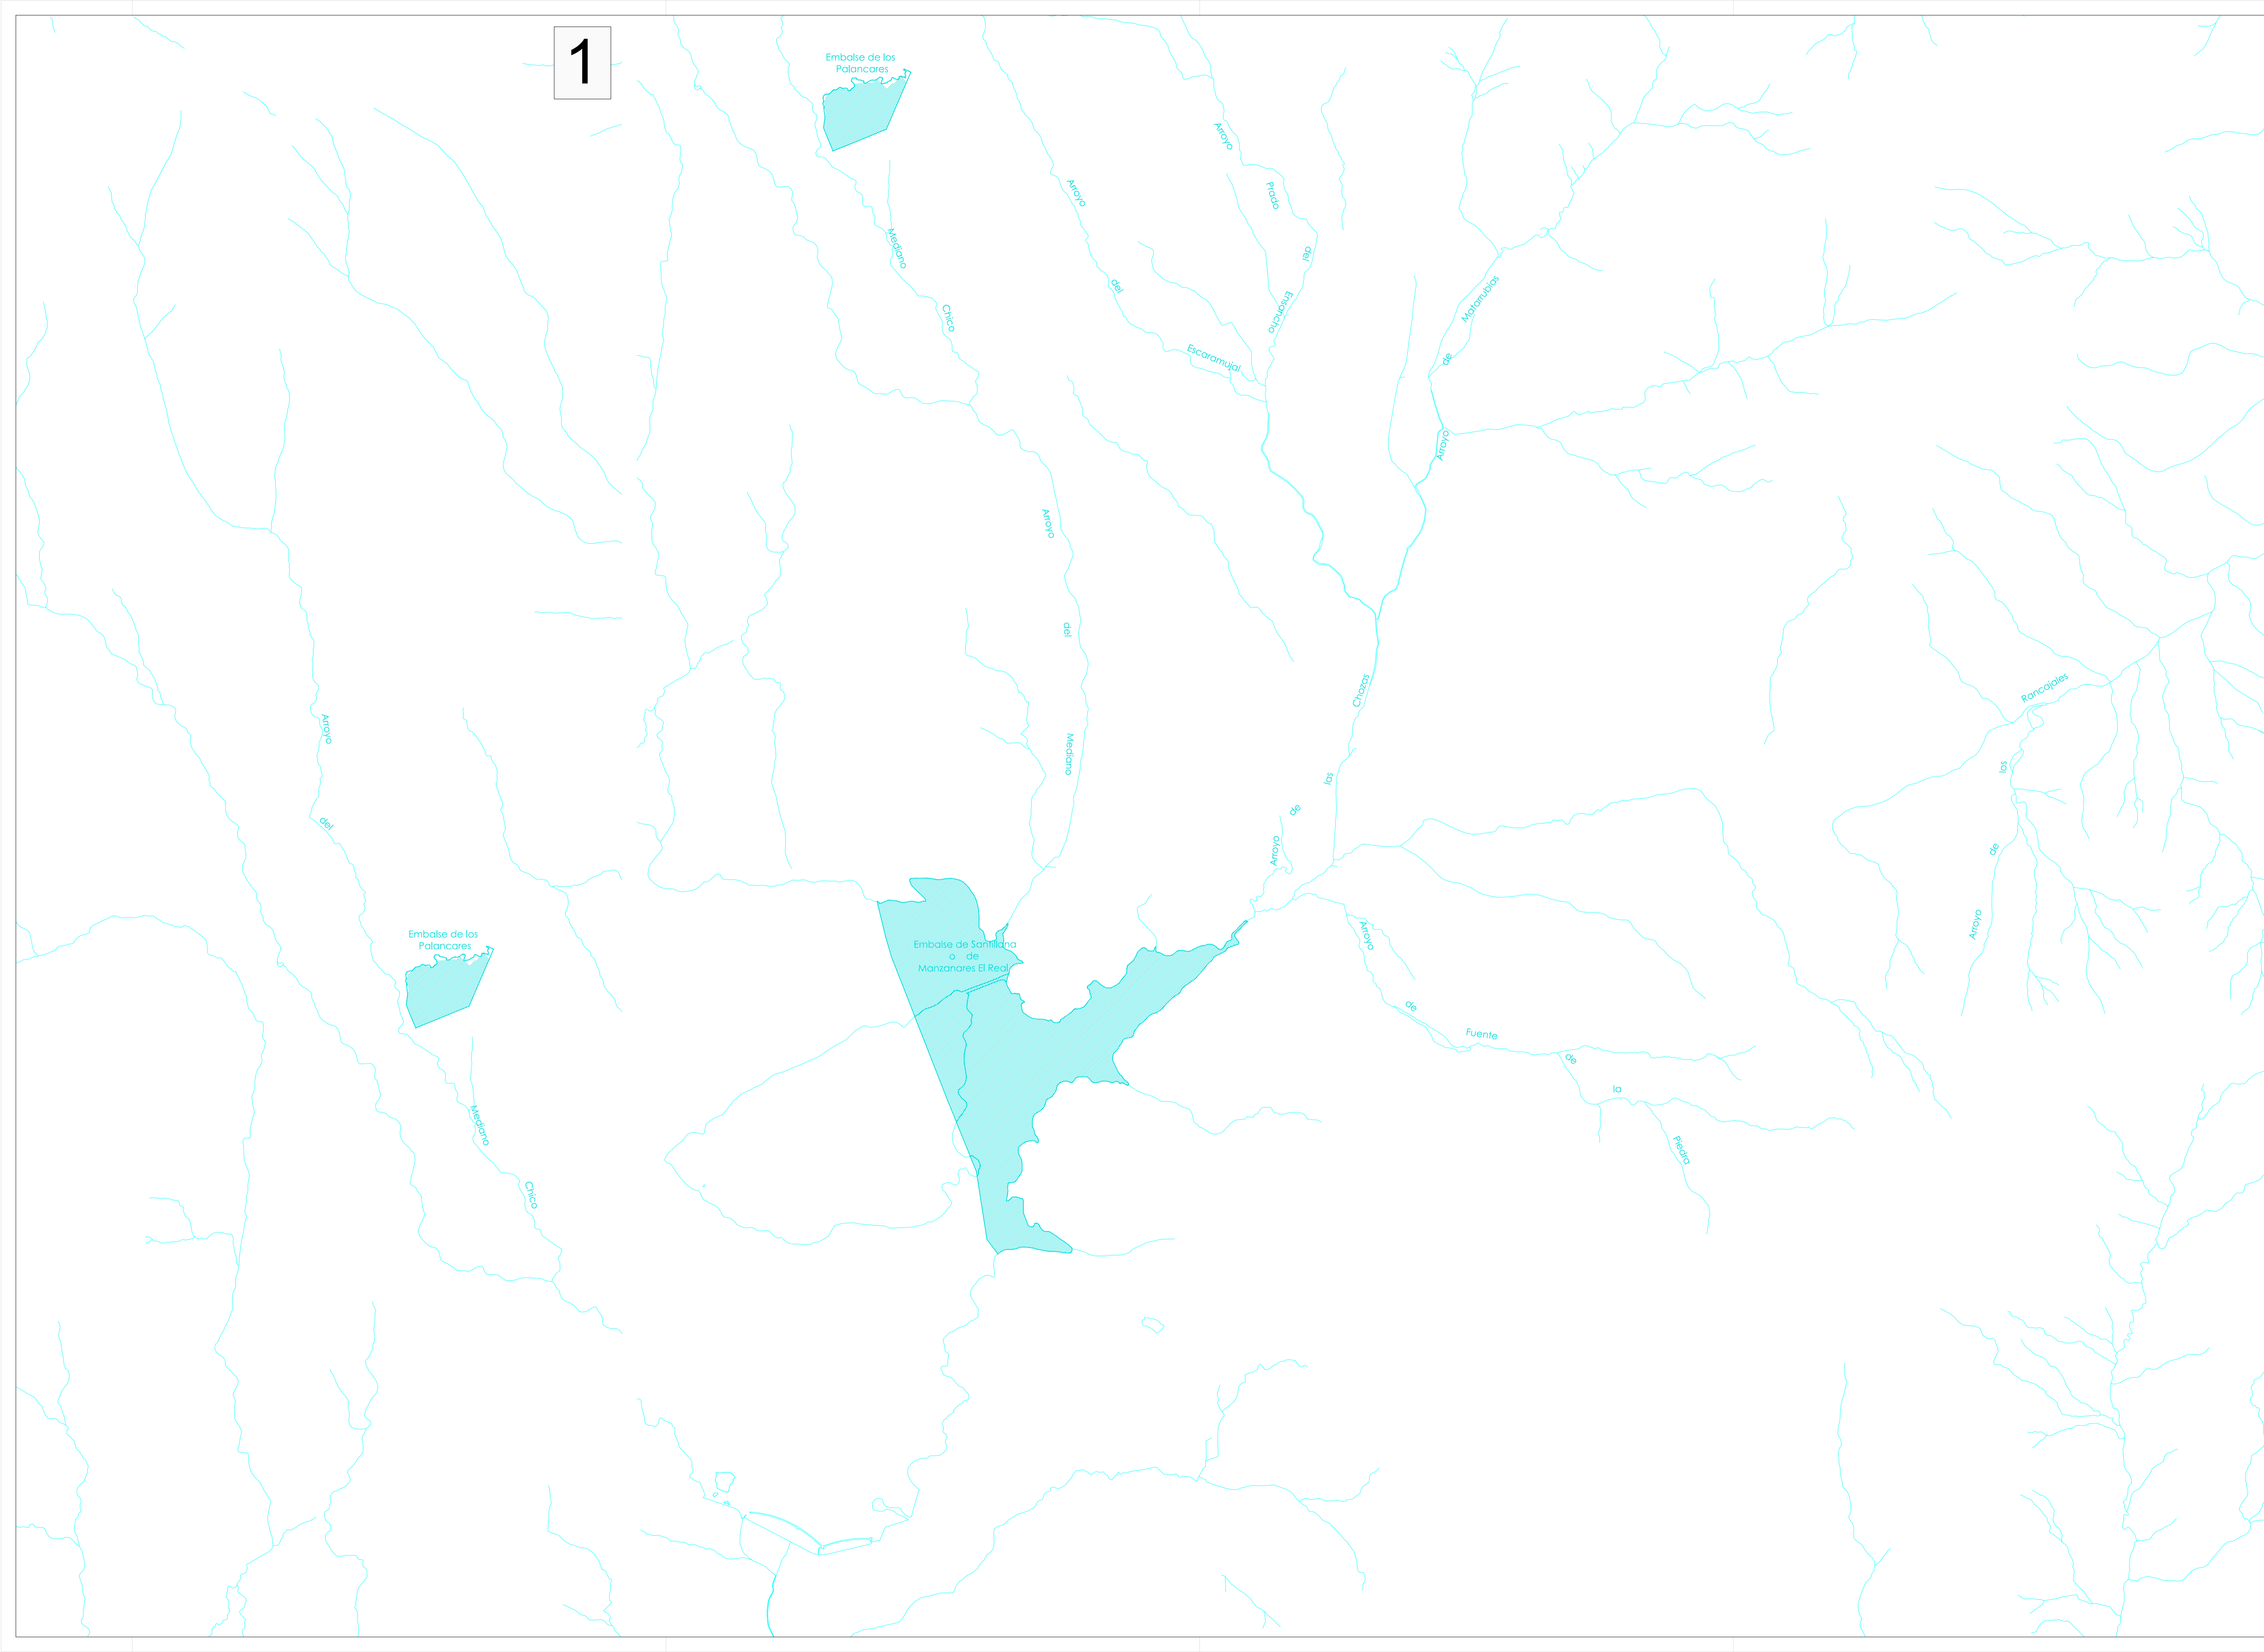 1
Embalse de los
Palancares
Arroyo
Prado
del
Ensancho
Arroyo
del
Escaramujal
Mediano
Chico
Matarrubias
de
Arroyo
Arroyo
del
Mediano
Chozas
las
de
Arroyo
Rancajales
los
de
Arroyo
Arroyo
del
Embalse de los
Palancares
Mediano
Chico
Embalse de Santillana
o de
Manzanares El Real
Arroyo
de
Fuente
de
la
Piedra